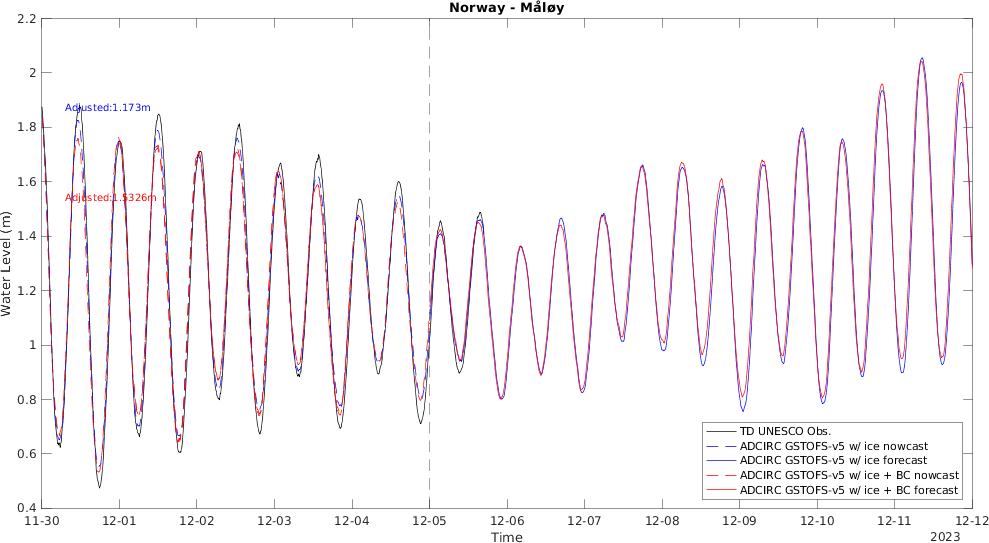 Norway - Måløy
2.2
2
1.8
1.6
1.4
1.2
1
0.8
0.6
0.4
Water Level (m)
Adjusted:1.173m
Adjusted:1.5326m
TD UNESCO Obs.
ADCIRC GSTOFS-v5 w/ ice nowcast
ADCIRC GSTOFS-v5 w/ ice forecast
ADCIRC GSTOFS-v5 w/ ice + BC nowcast
ADCIRC GSTOFS-v5 w/ ice + BC forecast
11-30 12-01 12-02 12-03 12-04 12-05 12-06 12-07 12-08 12-09 12-10 12-11 12-12
Time
2023